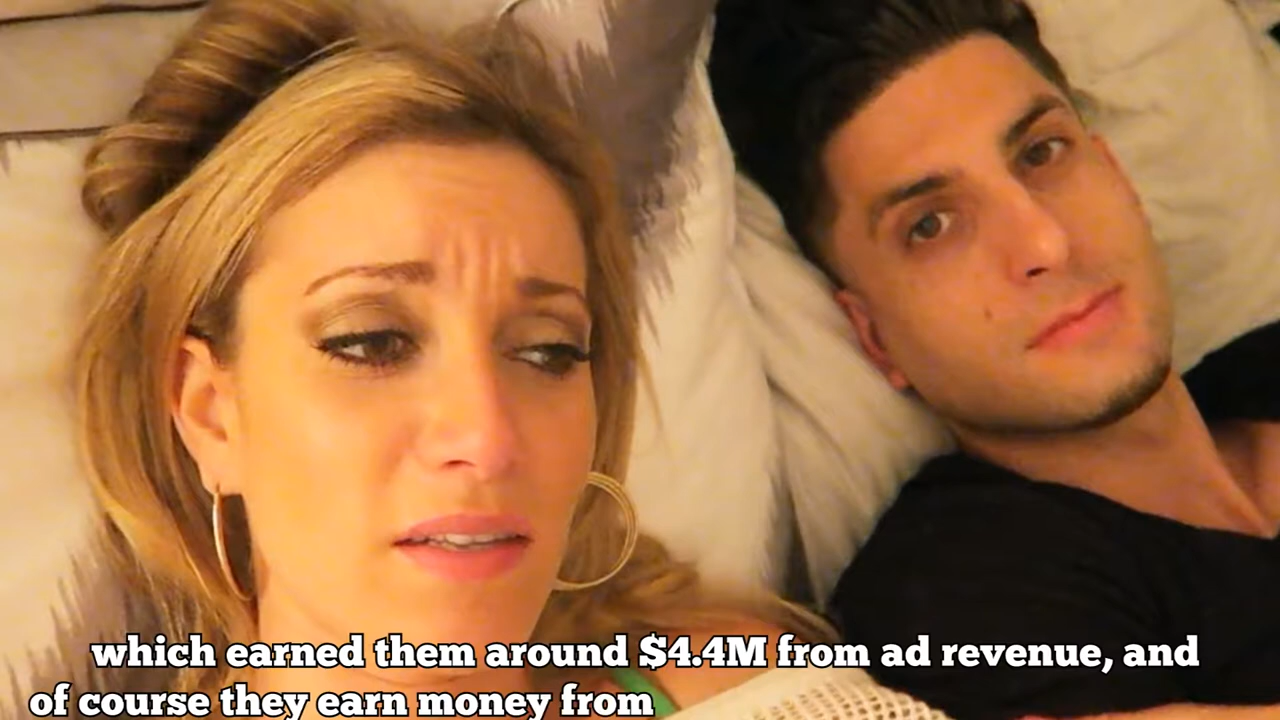 which earned them around $4.4M from ad revenue, and
of course they earn money from